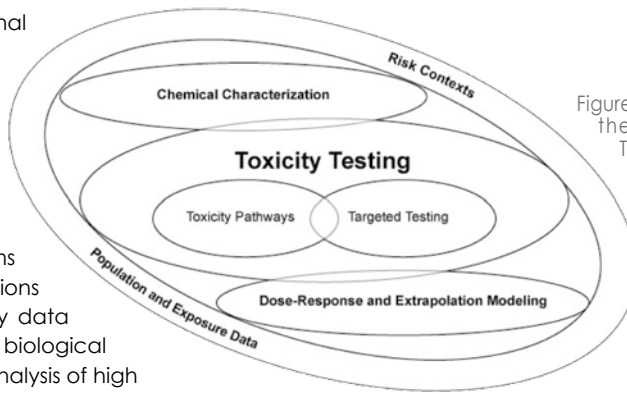 nal
Risk Contexts
Chemical Characterization
Figure
the
T
Toxicity Testing
Toxicity Pathways
Targeted Testing
Population and Exposure Data
Dose-Response and Extrapolation Modeling
ns
ions
y data
biological
nalysis of high